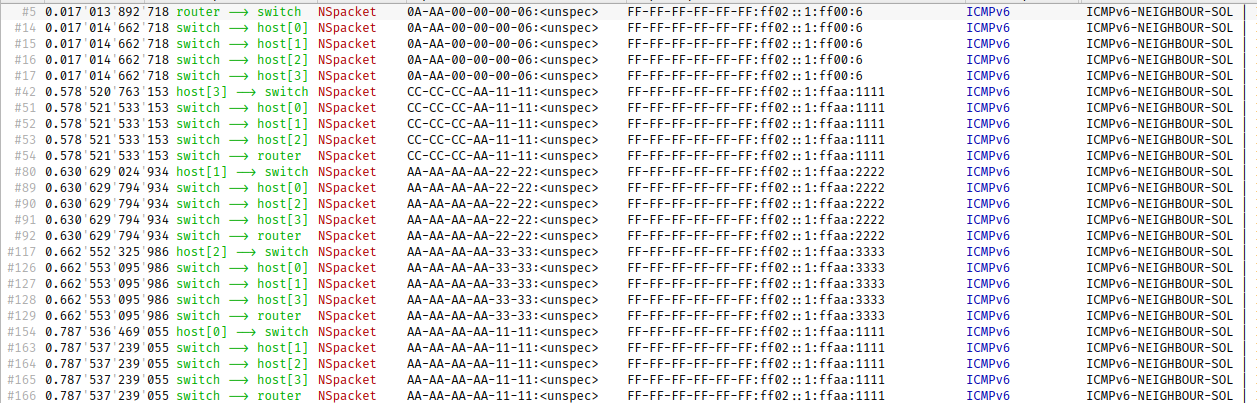 #5 0.017'013'892'718 router ⟶ switch NSpacket 0A-AA-00-00-00-06:<unspec> FF-FF-FF-FF-FF-FF:ff02::1:ff00:6 ICMPv6 ICMPv6-NEIGHBOUR-SOL
#14 0.017'014'662'718 switch ⟶ host[0] NSpacket 0A-AA-00-00-00-06:<unspec> FF-FF-FF-FF-FF-FF:ff02::1:ff00:6 ICMPv6 ICMPv6-NEIGHBOUR-SOL
#15 0.017'014'662'718 switch ⟶ host[1] NSpacket 0A-AA-00-00-00-06:<unspec> FF-FF-FF-FF-FF-FF:ff02::1:ff00:6 ICMPv6 ICMPv6-NEIGHBOUR-SOL
#16 0.017'014'662'718 switch ⟶ host[2] NSpacket 0A-AA-00-00-00-06:<unspec> FF-FF-FF-FF-FF-FF:ff02::1:ff00:6 ICMPv6 ICMPv6-NEIGHBOUR-SOL
#17 0.017'014'662'718 switch ⟶ host[3] NSpacket 0A-AA-00-00-00-06:<unspec> FF-FF-FF-FF-FF-FF:ff02::1:ff00:6 ICMPv6 ICMPv6-NEIGHBOUR-SOL
#42 0.578'520'763'153 host[3] ⟶ switch NSpacket CC-CC-CC-AA-11-11:<unspec> FF-FF-FF-FF-FF-FF:ff02::1:ffaa:1111 ICMPv6 ICMPv6-NEIGHBOUR-SOL
#51 0.578'521'533'153 switch ⟶ host[0] NSpacket CC-CC-CC-AA-11-11:<unspec> FF-FF-FF-FF-FF-FF:ff02::1:ffaa:1111 ICMPv6 ICMPv6-NEIGHBOUR-SOL
#52 0.578'521'533'153 switch ⟶ host[1] NSpacket CC-CC-CC-AA-11-11:<unspec> FF-FF-FF-FF-FF-FF:ff02::1:ffaa:1111 ICMPv6 ICMPv6-NEIGHBOUR-SOL
#53 0.578'521'533'153 switch ⟶ host[2] NSpacket CC-CC-CC-AA-11-11:<unspec> FF-FF-FF-FF-FF-FF:ff02::1:ffaa:1111 ICMPv6 ICMPv6-NEIGHBOUR-SOL
#54 0.578'521'533'153 switch ⟶ router NSpacket CC-CC-CC-AA-11-11:<unspec> FF-FF-FF-FF-FF-FF:ff02::1:ffaa:1111 ICMPv6 ICMPv6-NEIGHBOUR-SOL
#80 0.630'629'024'934 host[1] ⟶ switch NSpacket AA-AA-AA-AA-22-22:<unspec> FF-FF-FF-FF-FF-FF:ff02::1:ffaa:2222 ICMPv6 ICMPv6-NEIGHBOUR-SOL
#89 0.630'629'794'934 switch ⟶ host[0] NSpacket AA-AA-AA-AA-22-22:<unspec> FF-FF-FF-FF-FF-FF:ff02::1:ffaa:2222 ICMPv6 ICMPv6-NEIGHBOUR-SOL
#90 0.630'629'794'934 switch ⟶ host[2] NSpacket AA-AA-AA-AA-22-22:<unspec> FF-FF-FF-FF-FF-FF:ff02::1:ffaa:2222 ICMPv6 ICMPv6-NEIGHBOUR-SOL
#91 0.630'629'794'934 switch ⟶ host[3] NSpacket AA-AA-AA-AA-22-22:<unspec> FF-FF-FF-FF-FF-FF:ff02::1:ffaa:2222 ICMPv6 ICMPv6-NEIGHBOUR-SOL
#92 0.630'629'794'934 switch ⟶ router NSpacket AA-AA-AA-AA-22-22:<unspec> FF-FF-FF-FF-FF-FF:ff02::1:ffaa:2222 ICMPv6 ICMPv6-NEIGHBOUR-SOL
#117 0.662'552'325'986 host[2] ⟶ switch NSpacket AA-AA-AA-AA-33-33:<unspec> FF-FF-FF-FF-FF-FF:ff02::1:ffaa:3333 ICMPv6 ICMPv6-NEIGHBOUR-SOL
#126 0.662'553'095'986 switch ⟶ host[0] NSpacket AA-AA-AA-AA-33-33:<unspec> FF-FF-FF-FF-FF-FF:ff02::1:ffaa:3333 ICMPv6 ICMPv6-NEIGHBOUR-SOL
#127 0.662'553'095'986 switch ⟶ host[1] NSpacket AA-AA-AA-AA-33-33:<unspec> FF-FF-FF-FF-FF-FF:ff02::1:ffaa:3333 ICMPv6 ICMPv6-NEIGHBOUR-SOL
#128 0.662'553'095'986 switch ⟶ host[3] NSpacket AA-AA-AA-AA-33-33:<unspec> FF-FF-FF-FF-FF-FF:ff02::1:ffaa:3333 ICMPv6 ICMPv6-NEIGHBOUR-SOL
#129 0.662'553'095'986 switch ⟶ router NSpacket AA-AA-AA-AA-33-33:<unspec> FF-FF-FF-FF-FF-FF:ff02::1:ffaa:3333 ICMPv6 ICMPv6-NEIGHBOUR-SOL
#154 0.787'536'469'055 host[0] ⟶ switch NSpacket AA-AA-AA-AA-11-11:<unspec> FF-FF-FF-FF-FF-FF:ff02::1:ffaa:1111 ICMPv6 ICMPv6-NEIGHBOUR-SOL
#163 0.787'537'239'055 switch ⟶ host[1] NSpacket AA-AA-AA-AA-11-11:<unspec> FF-FF-FF-FF-FF-FF:ff02::1:ffaa:1111 ICMPv6 ICMPv6-NEIGHBOUR-SOL
#164 0.787'537'239'055 switch ⟶ host[2] NSpacket AA-AA-AA-AA-11-11:<unspec> FF-FF-FF-FF-FF-FF:ff02::1:ffaa:1111 ICMPv6 ICMPv6-NEIGHBOUR-SOL
#165 0.787'537'239'055 switch ⟶ host[3] NSpacket AA-AA-AA-AA-11-11:<unspec> FF-FF-FF-FF-FF-FF:ff02::1:ffaa:1111 ICMPv6 ICMPv6-NEIGHBOUR-SOL
#166 0.787'537'239'055 switch ⟶ router NSpacket AA-AA-AA-AA-11-11:<unspec> FF-FF-FF-FF-FF-FF:ff02::1:ffaa:1111 ICMPv6 ICMPv6-NEIGHBOUR-SOL